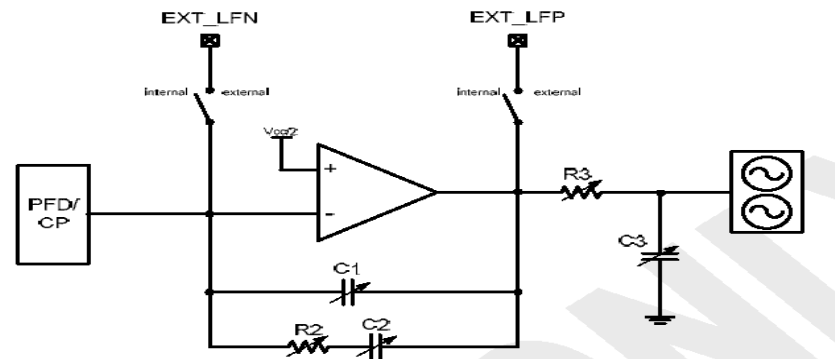 EXT_LFN
EXT_LFP
internal
external
internal
external
Vcc/2
+
-
PFD/
CP
R3
C3
C1
R2
C2